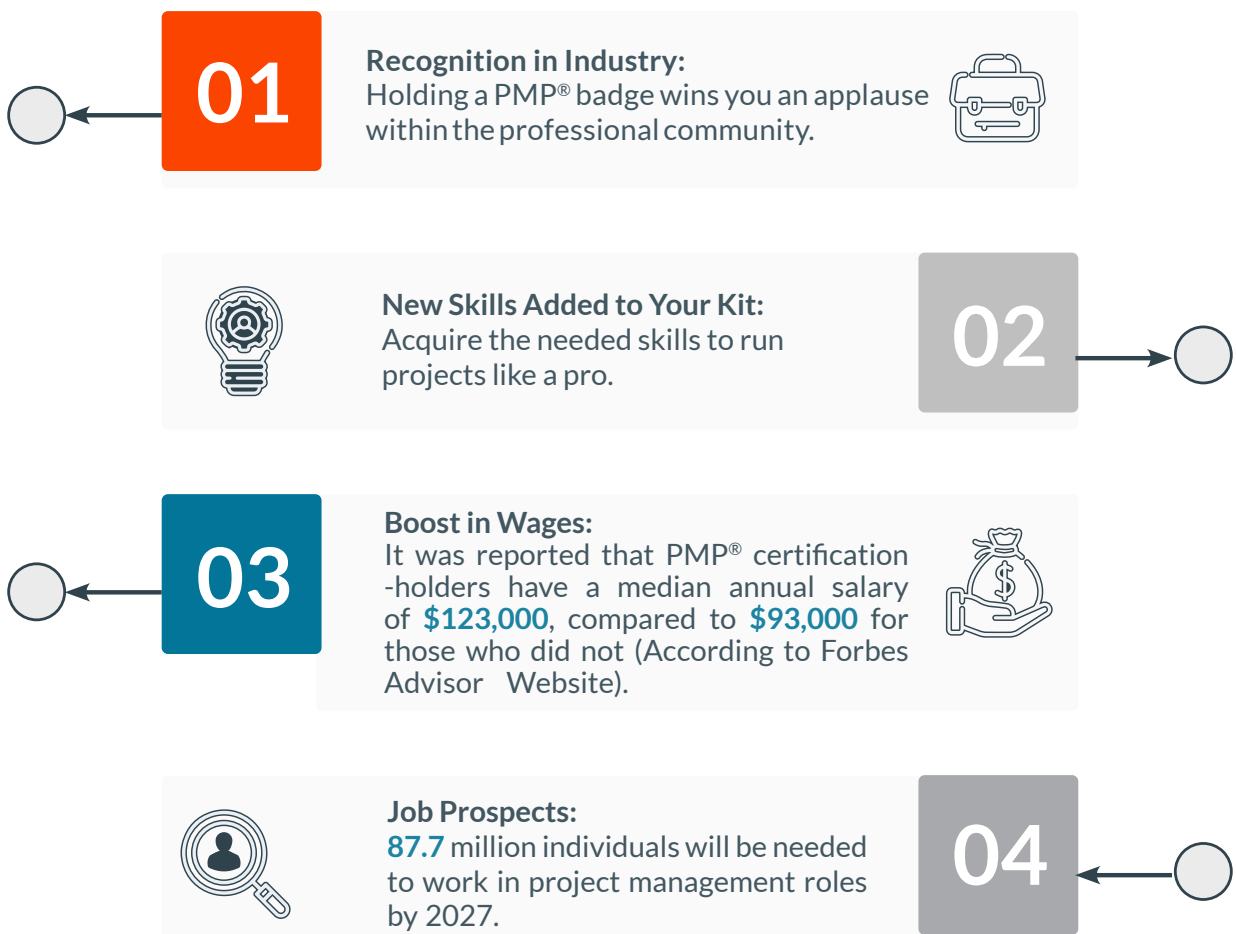 01
Recognition in Industry:
Holding a PMP® badge wins you an applause
within the professional community.
New Skills Added to Your Kit:
Acquire the needed skills to run
projects like a pro.
02
03
Boost in Wages:
It was reported that PMP® certification
-holders have a median annual salary
of $123,000, compared to $93,000 for
those who did not (According to Forbes
Advisor Website).
Job Prospects:
87.7 million individuals will be needed
to work in project management roles
by 2027.
04